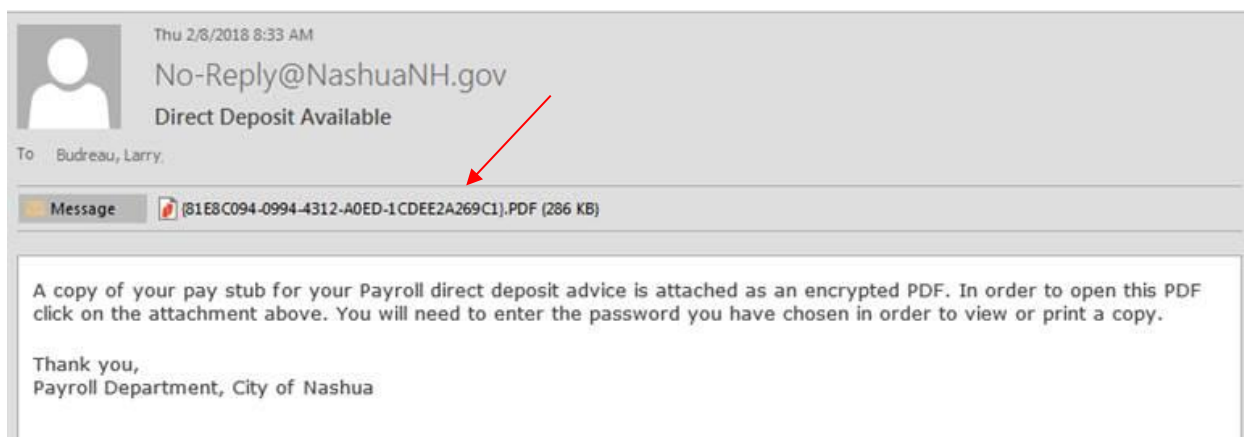 Thu 2/8/2018 8:33 AM
No-Reply@NashuaNH.gov
Direct Deposit Available
To Budreau, Larry.
Message {81E8C094-0994-4312-A0ED-1CDEE2A269C1}.PDF (286 KB)
A copy of your pay stub for your Payroll direct deposit advice is attached as an encrypted PDF. In order to open this PDF
click on the attachment above. You will need to enter the password you have chosen in order to view or print a copy.
Thank you,
Payroll Department, City of Nashua